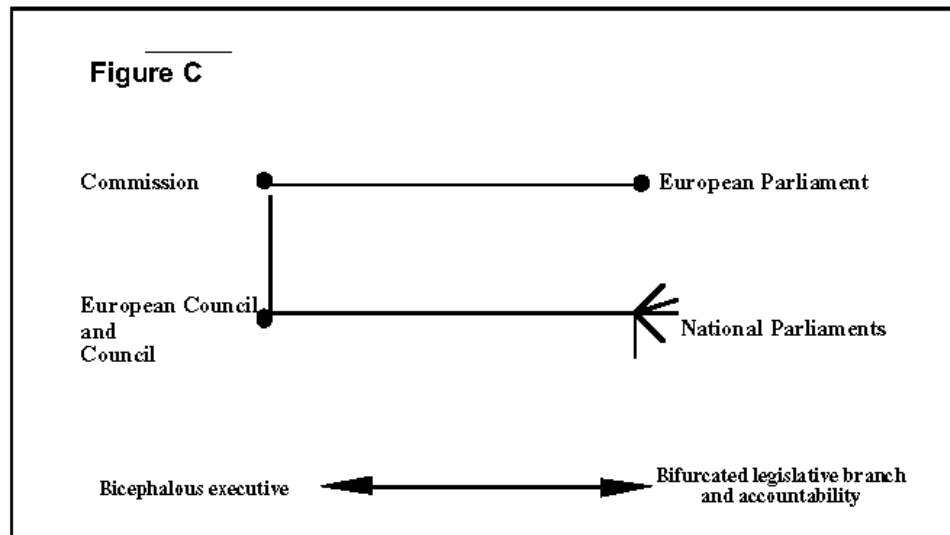 Figure C
Commission
European Parliament
European Council
and
Council
National Parliaments
Bicephalous executive
Bifurcated legislative branch
and accountability